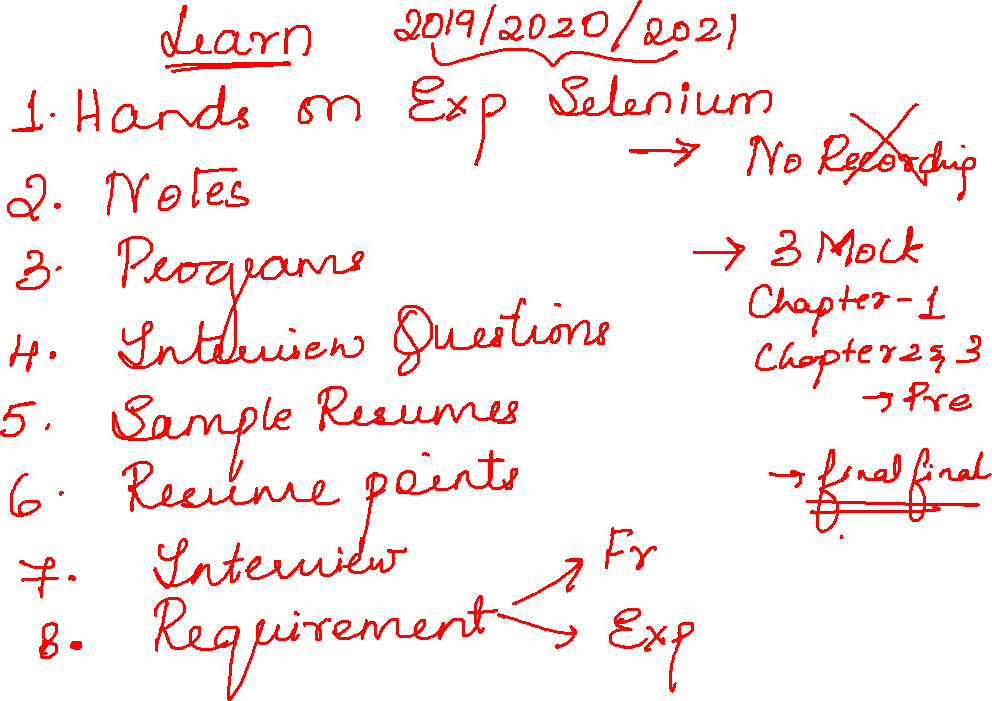 Learn 2019/2020/2021
1. Hands on Exp Selenium
→ No Recording
2. Notes
3. Programs
→ 3 Mock
Chapter-1
4. Interview Questions
Chapter 2 & 3
→ Pre
5. Sample Resumes
6. Resume points
→ final final
7. Interview
8. Requirement → Fr
→ Exp